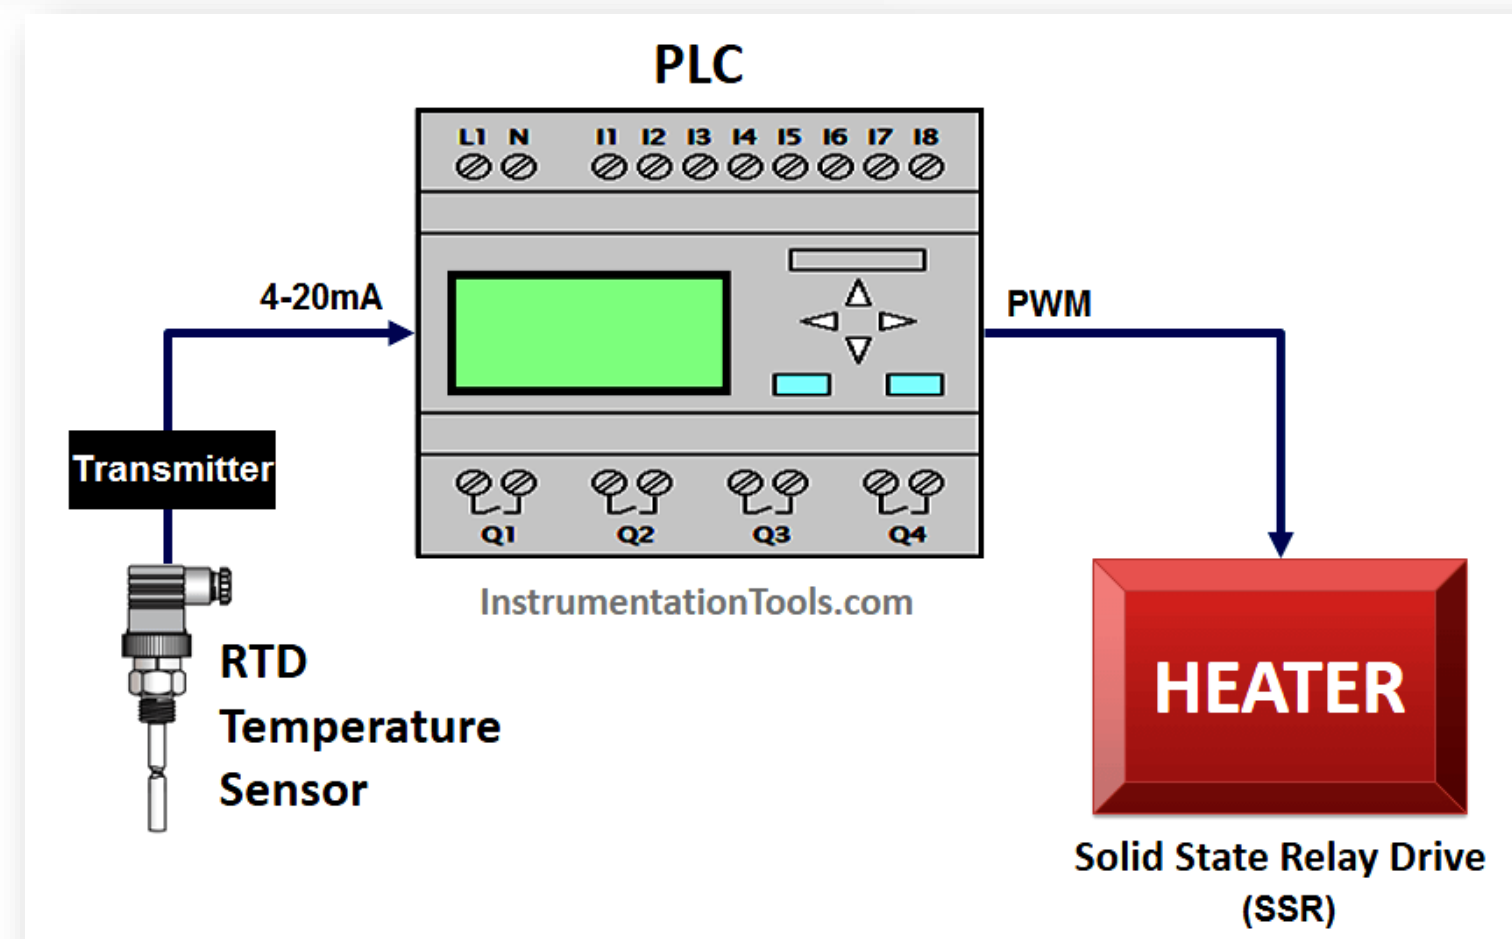 PLC
L1 N I1 I2 I3 I4 I5 I6 I7 I8
4-20mA
PWM
Transmitter
Q1 Q2 Q3 Q4
InstrumentationTools.com
RTD
Temperature
Sensor
HEATER
Solid State Relay Drive
(SSR)